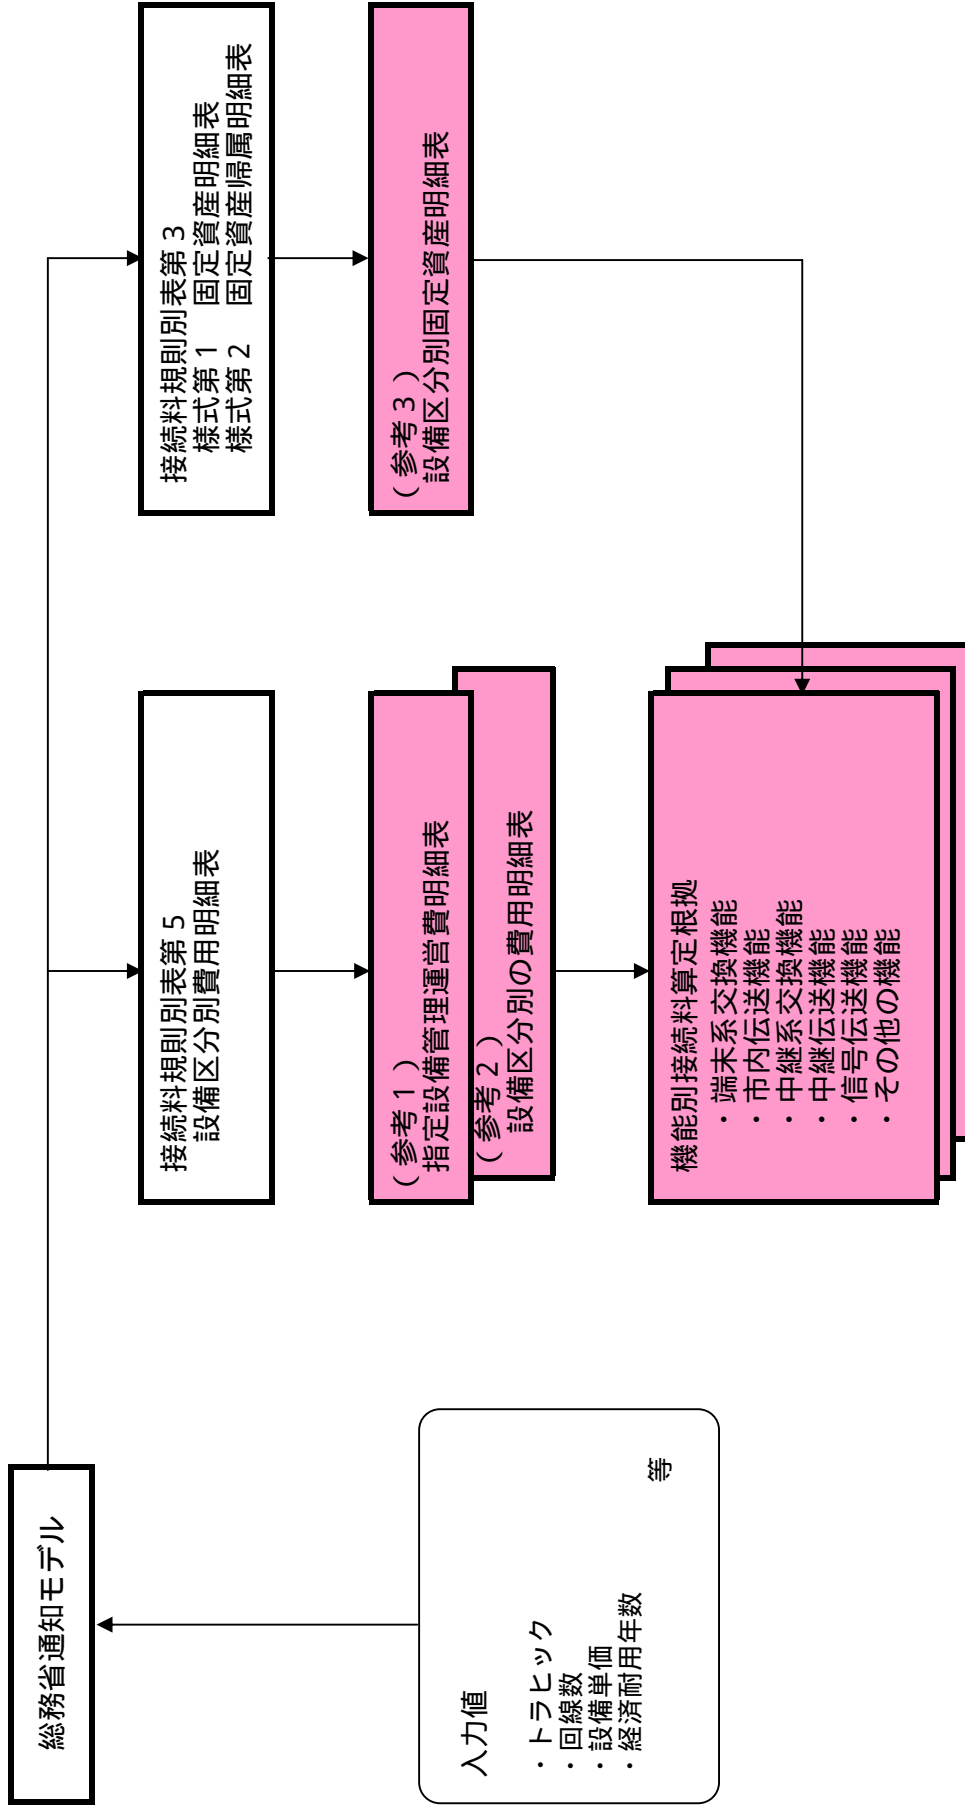 総務省通知モデル
入力値
・トラヒック
・回線数
・設備単価
・経済耐用年数
等
接続料規則別表第５
設備区分別費用明細表
（参考１）
指定設備管理運営費明細表
（参考２）
設備区分別の費用明細表
機能別接続料算定根拠
・端末系交換機能
・市内伝送機能
・中継系交換機能
・中継伝送機能
・信号伝送機能
・その他の機能
接続料規則別表第３
様式第１　固定資産明細表
様式第２　固定資産帰属明細表
（参考３）
設備区分別固定資産明細表